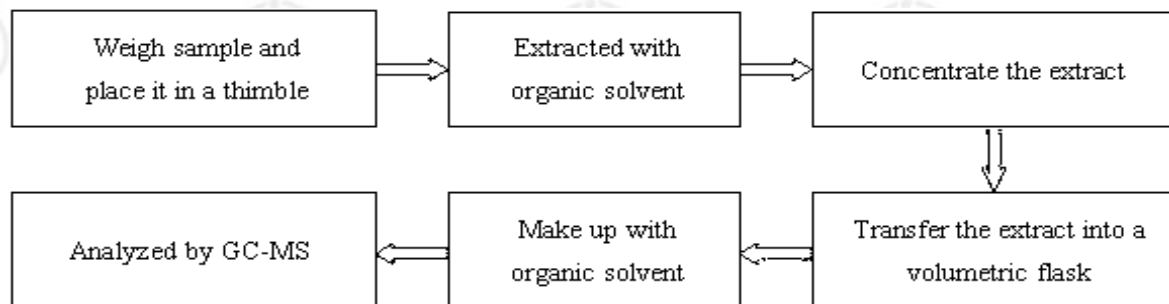 Weigh sample and
place it in a thimble
Extracted with
organic solvent
Concentrate the extract
Transfer the extract into a
volumetric flask
Make up with
organic solvent
Analyzed by GC-MS